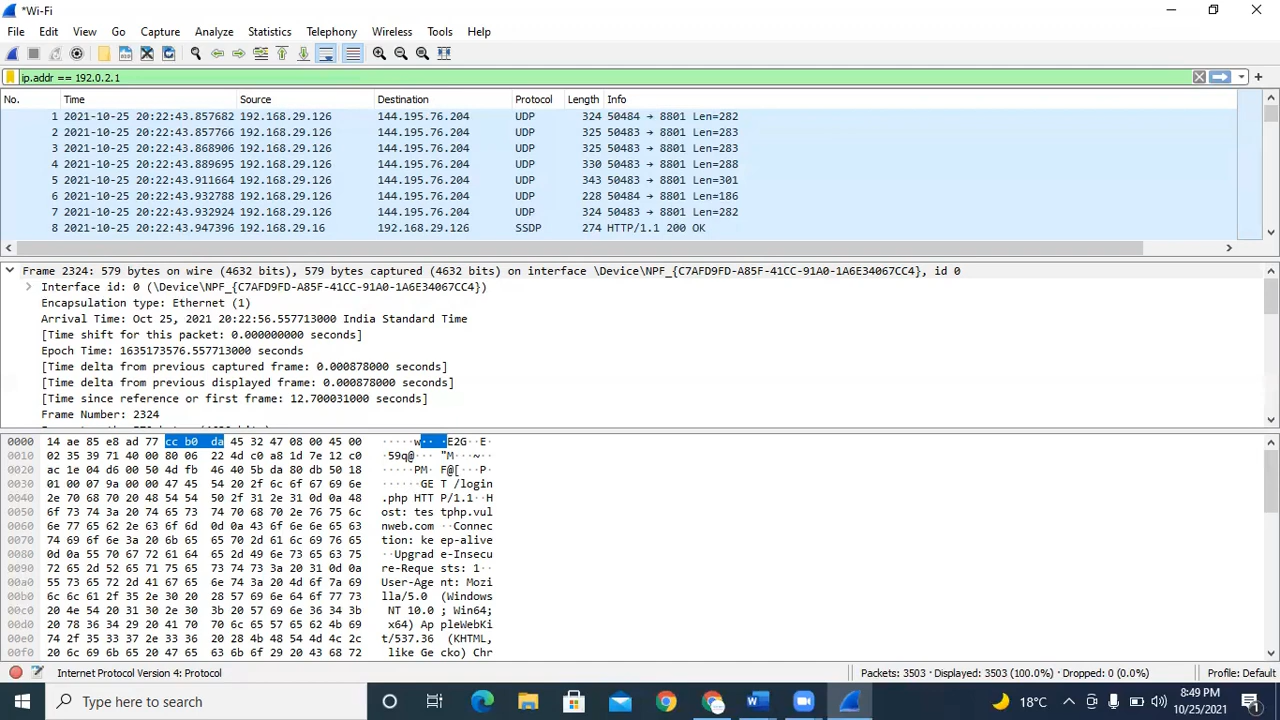 *Wi-Fi
File Edit View Go Capture Analyze Statistics Telephony Wireless Tools Help
ip.addr == 192.0.2.1
No. Time Source Destination Protocol Length Info
1 2021-10-25 20:22:43.857682 192.168.29.126 144.195.76.204 UDP 324 50484 → 8801 Len=282
2 2021-10-25 20:22:43.857766 192.168.29.126 144.195.76.204 UDP 325 50483 → 8801 Len=283
3 2021-10-25 20:22:43.868906 192.168.29.126 144.195.76.204 UDP 325 50483 → 8801 Len=283
4 2021-10-25 20:22:43.889695 192.168.29.126 144.195.76.204 UDP 330 50483 → 8801 Len=288
5 2021-10-25 20:22:43.911664 192.168.29.126 144.195.76.204 UDP 343 50483 → 8801 Len=301
6 2021-10-25 20:22:43.932788 192.168.29.126 144.195.76.204 UDP 228 50484 → 8801 Len=186
7 2021-10-25 20:22:43.932924 192.168.29.126 144.195.76.204 UDP 324 50483 → 8801 Len=282
8 2021-10-25 20:22:43.947396 192.168.29.16 192.168.29.126 SSDP 274 HTTP/1.1 200 OK
Frame 2324: 579 bytes on wire (4632 bits), 579 bytes captured (4632 bits) on interface \Device\NPF_{C7AFD9FD-A85F-41CC-91A0-1A6E34067CC4}, id 0
Interface id: 0 (\Device\NPF_{C7AFD9FD-A85F-41CC-91A0-1A6E34067CC4})
Encapsulation type: Ethernet (1)
Arrival Time: Oct 25, 2021 20:22:56.557713000 India Standard Time
[Time shift for this packet: 0.000000000 seconds]
Epoch Time: 1635173576.557713000 seconds
[Time delta from previous captured frame: 0.000878000 seconds]
[Time delta from previous displayed frame: 0.000878000 seconds]
[Time since reference or first frame: 12.700031000 seconds]
Frame Number: 2324
0000 14 ae 85 e8 ad 77 cc b0 da 45 32 47 08 00 45 00 ·····w·· ·E2G··E·
0010 02 35 39 71 40 00 80 06 22 4d c0 a8 1d 7e 12 c0 ·59q@··· "M···~··
0020 ac 1e 04 d6 00 50 4d fb 46 40 5b da 80 db 50 18 ·····PM· F@[···P·
0030 01 00 07 9a 00 00 47 45 54 20 2f 6c 6f 67 69 6e ······GE T /login
0040 2e 70 68 70 20 48 54 54 50 2f 31 2e 31 0d 0a 48 .php HTT P/1.1··H
0050 6f 73 74 3a 20 74 65 73 74 70 68 70 2e 76 75 6c ost: tes tphp.vul
0060 6e 77 65 62 2e 63 6f 6d 0d 0a 43 6f 6e 6e 65 63 nweb.com ··Connec
0070 74 69 6f 6e 3a 20 6b 65 65 70 2d 61 6c 69 76 65 tion: ke ep-alive
0080 0d 0a 55 70 67 72 61 64 65 2d 49 6e 73 65 63 75 ··Upgrad e-Insecu
0090 72 65 2d 52 65 71 75 65 73 74 73 3a 20 31 0d 0a re-Reque sts: 1··
00a0 55 73 65 72 2d 41 67 65 6e 74 3a 20 4d 6f 7a 69 User-Age nt: Mozi
00b0 6c 6c 61 2f 35 2e 30 20 28 57 69 6e 64 6f 77 73 lla/5.0 (Windows
00c0 20 4e 54 20 31 30 2e 30 3b 20 57 69 6e 36 34 3b NT 10.0 ; Win64;
00d0 20 78 36 34 29 20 41 70 70 6c 65 57 65 62 4b 69 x64) Ap pleWebKi
00e0 74 2f 35 33 37 2e 33 36 20 28 4b 48 54 4d 4c 2c t/537.36 (KHTML,
00f0 20 6c 69 6b 65 20 47 65 63 6b 6f 29 20 43 68 72 like Ge cko) Chr
Internet Protocol Version 4: Protocol Packets: 3503 · Displayed: 3503 (100.0%) · Dropped: 0 (0.0%) Profile: Default
Type here to search 18°C 8:49 PM
10/25/2021